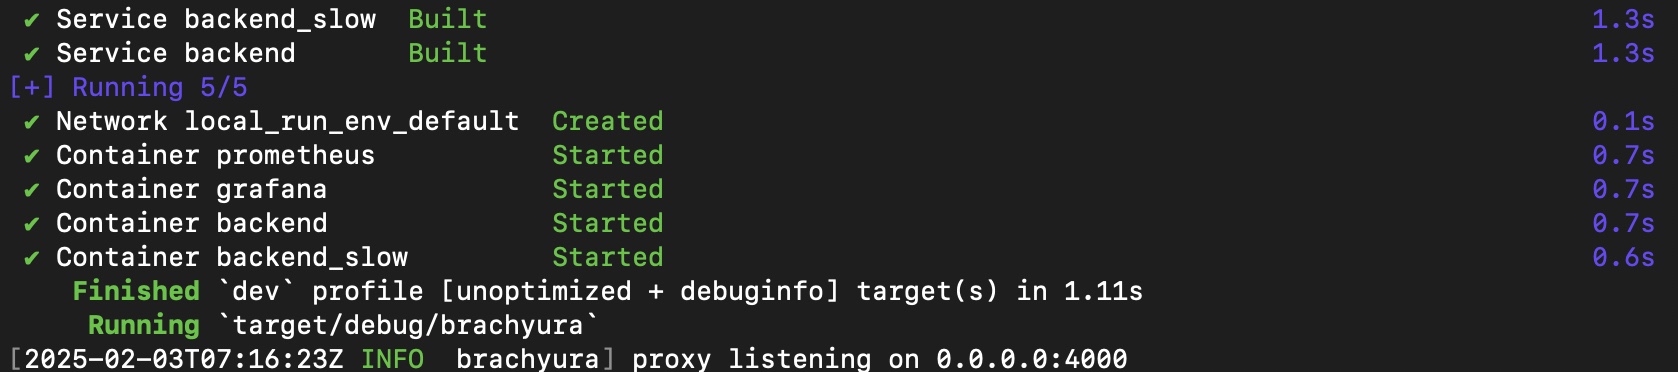 ✔ Service backend_slow  Built  1.3s
✔ Service backend       Built  1.3s
[+] Running 5/5
✔ Network local_run_env_default  Created  0.1s
✔ Container prometheus           Started  0.7s
✔ Container grafana              Started  0.7s
✔ Container backend              Started  0.7s
✔ Container backend_slow         Started  0.6s
Finished `dev` profile [unoptimized + debuginfo] target(s) in 1.11s
Running `target/debug/brachyura`
[2025-02-03T07:16:23Z INFO  brachyura] proxy listening on 0.0.0.0:4000